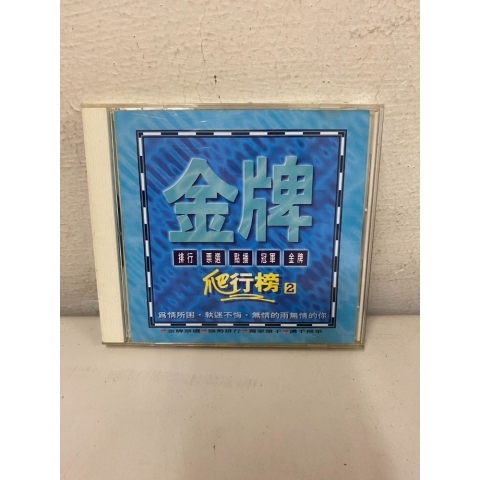 金牌
排行 票選 點播 冠軍 金牌
爬行榜 2
為情所困・執迷不悔・無情的雨無情的你